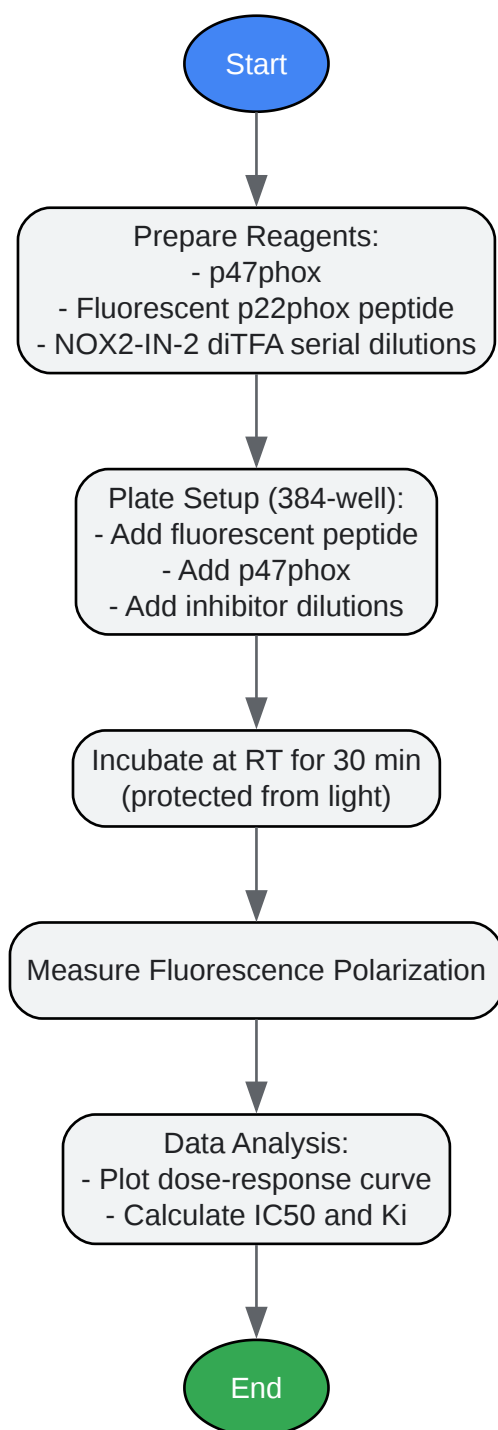 Start
Prepare Reagents:
- p47phox
- Fluorescent p22phox peptide
- NOX2-IN-2 diTFA serial dilutions
Plate Setup (384-well):
- Add fluorescent peptide
- Add p47phox
- Add inhibitor dilutions
Incubate at RT for 30 min
(protected from light)
Measure Fluorescence Polarization
Data Analysis:
- Plot dose-response curve
- Calculate IC50 and Ki
End